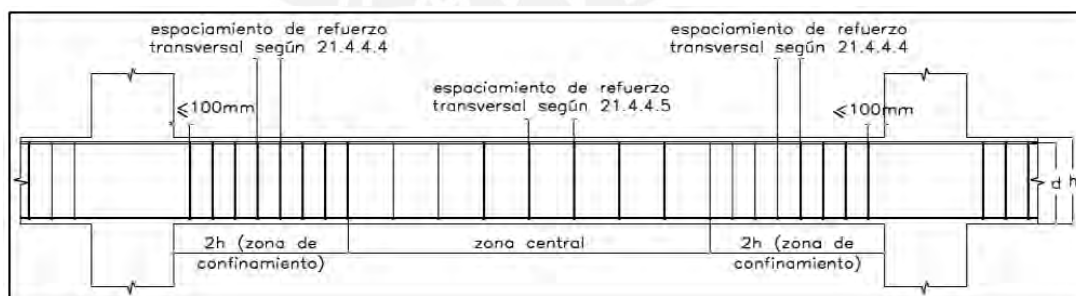 espaciamiento de refuerzo
transversal según 21.4.4.4
espaciamiento de refuerzo
transversal según 21.4.4.4
espaciamiento de refuerzo
transversal según 21.4.4.5
≤100mm
≤100mm
d h
2h (zona de
confinamiento)
zona central
2h (zona de
confinamiento)